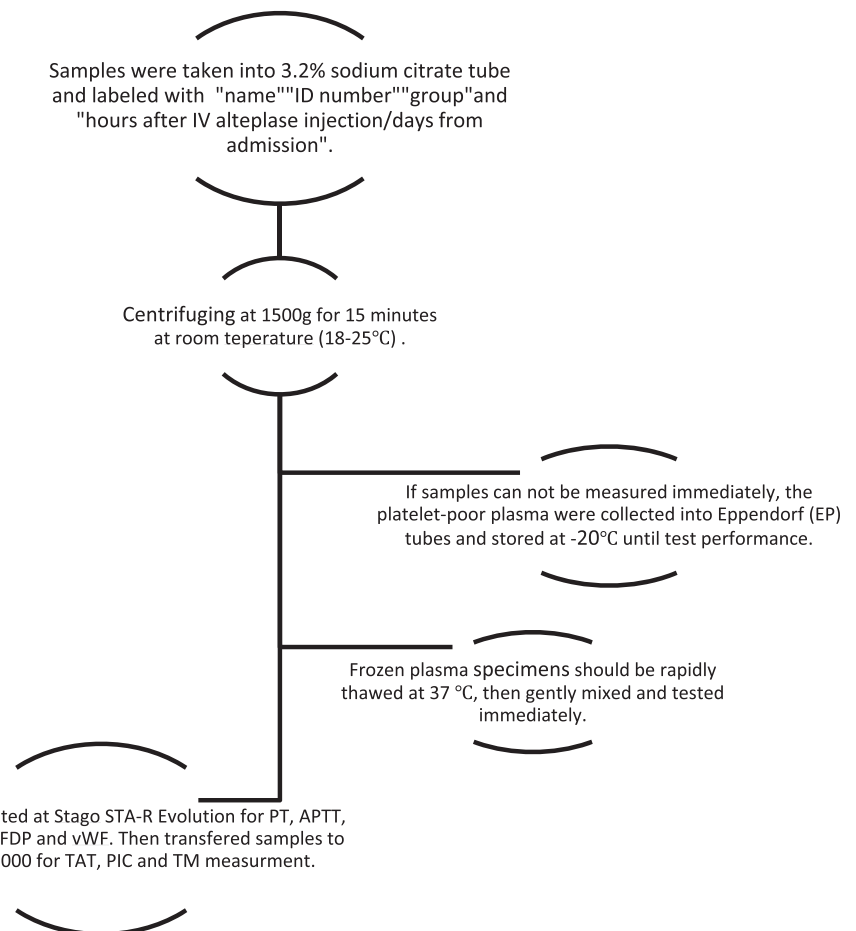 Samples were taken into 3.2% sodium citrate tube
and labeled with "name""ID number""group"and
"hours after IV alteplase injection/days from
admission".
Centrifuging at 1500g for 15 minutes
at room teperature (18-25℃) .
If samples can not be measured immediately, the
platelet-poor plasma were collected into Eppendorf (EP)
tubes and stored at -20℃ until test performance.
Frozen plasma specimens should be rapidly
thawed at 37 ℃, then gently mixed and tested
immediately.
ted at Stago STA-R Evolution for PT, APTT,
FDP and vWF. Then transfered samples to
000 for TAT, PIC and TM measurment.